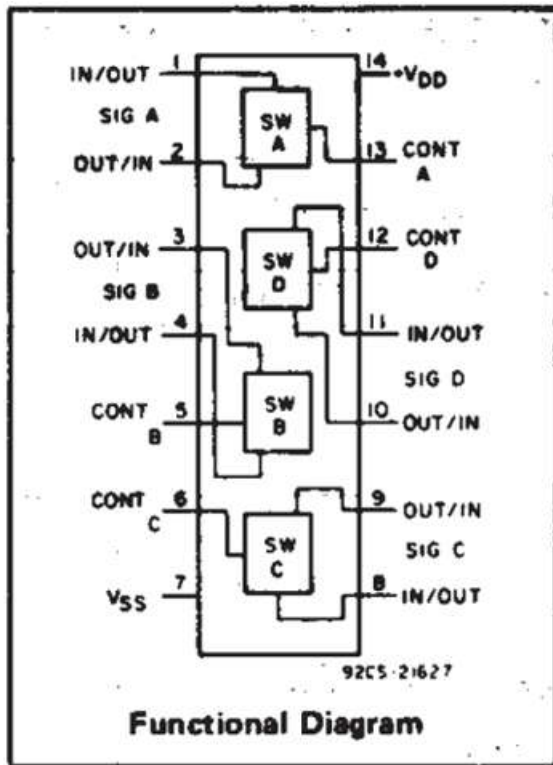 1
IN/OUT
SIG A
2
OUT/IN
3
OUT/IN
SIG B
4
IN/OUT
CONT
5
B
CONT
6
C
7
VSS
SW
A
SW
D
SW
B
SW
C
14
+VDD
13
CONT
A
12
CONT
D
11
IN/OUT
SIG D
10
OUT/IN
9
OUT/IN
SIG C
8
IN/OUT
92CS-21627
Functional Diagram